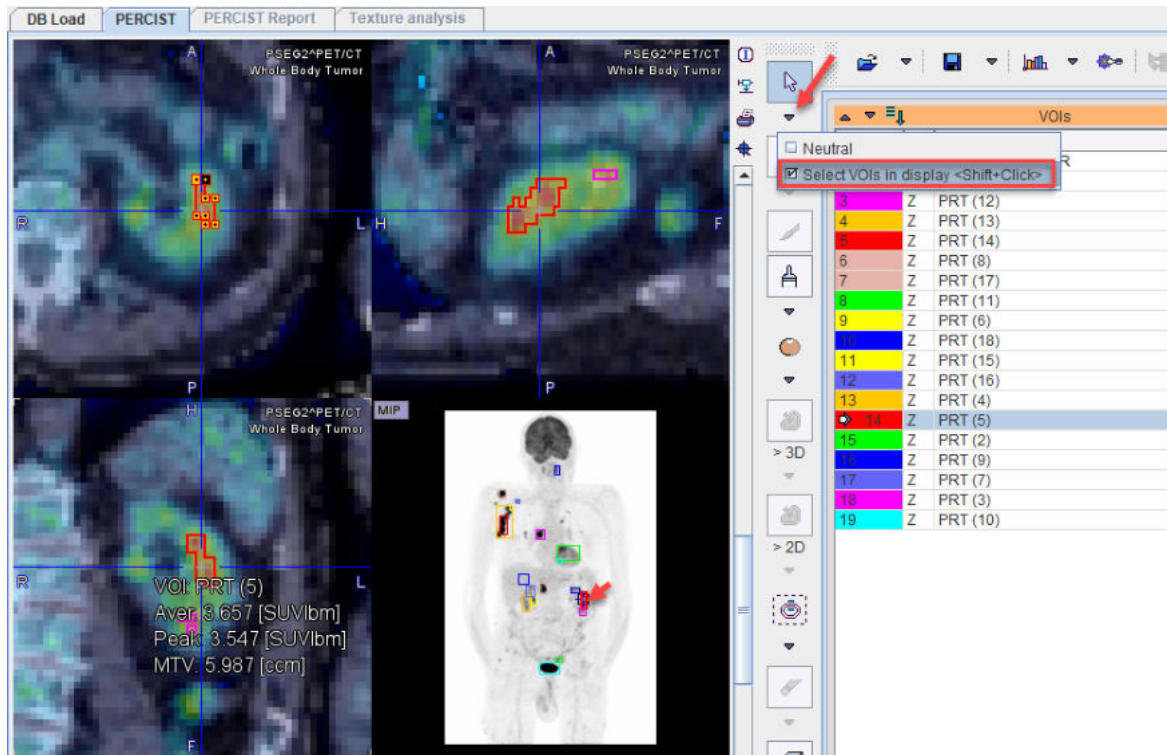 DB Load PERCIST PERCIST Report Texture analysis
A
PSEG2^PET/CT
Whole Body Tumor
R
L
P
A
PSEG2^PET/CT
Whole Body Tumor
H
F
P
H
PSEG2^PET/CT
Whole Body Tumor
R
L
VOI: PRT (5)
Aver: 3.657 [SUVlbm]
Peak: 3.547 [SUVlbm]
MTV: 5.987 [ccm]
F
MIP
> 3D
> 2D
VOIs
Neutral
R
Select VOIs in display <Shift+Click>
3 Z PRT (12)
4 Z PRT (13)
5 Z PRT (14)
6 Z PRT (8)
7 Z PRT (17)
8 Z PRT (11)
9 Z PRT (6)
10 Z PRT (18)
11 Z PRT (15)
12 Z PRT (16)
13 Z PRT (4)
14 Z PRT (5)
15 Z PRT (2)
16 Z PRT (9)
17 Z PRT (7)
18 Z PRT (3)
19 Z PRT (10)